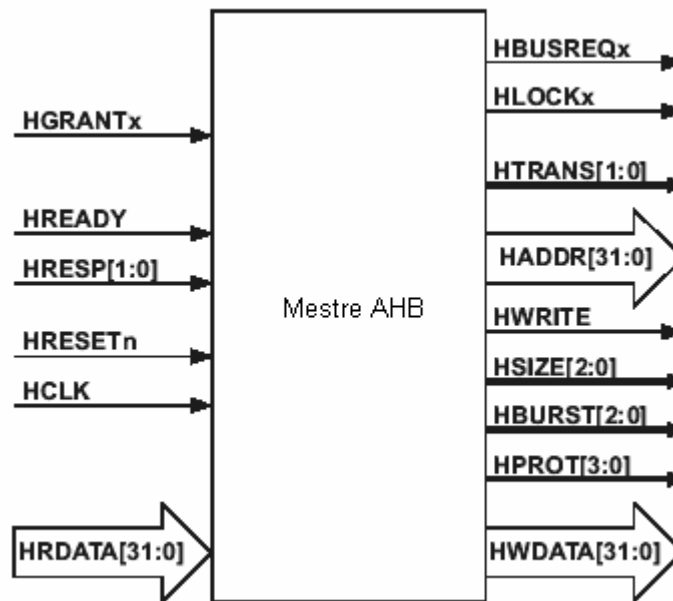 HGRANTx
HREADY
HRESP[1:0]
HRESETn
HCLK
HRDATA[31:0]
Mestre AHB
HBUSREQx
HLOCKx
HTRANS[1:0]
HADDR[31:0]
HWRITE
HSIZE[2:0]
HBURST[2:0]
HPROT[3:0]
HWDATA[31:0]